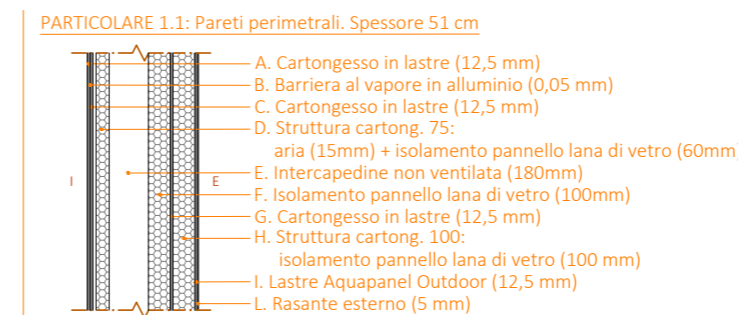 PARTICOLARE 1.1: Pareti perimetrali. Spessore 51 cm
A. Cartongesso in lastre (12,5 mm)
B. Barriera al vapore in alluminio (0,05 mm)
C. Cartongesso in lastre (12,5 mm)
D. Struttura cartong. 75:
aria (15mm) + isolamento pannello lana di vetro (60mm
I
E
E. Intercapedine non ventilata (180mm)
F. Isolamento pannello lana di vetro (100mm)
G. Cartongesso in lastre (12,5 mm)
H. Struttura cartong. 100:
isolamento pannello lana di vetro (100 mm)
I. Lastre Aquapanel Outdoor (12,5 mm)
L. Rasante esterno (5 mm)